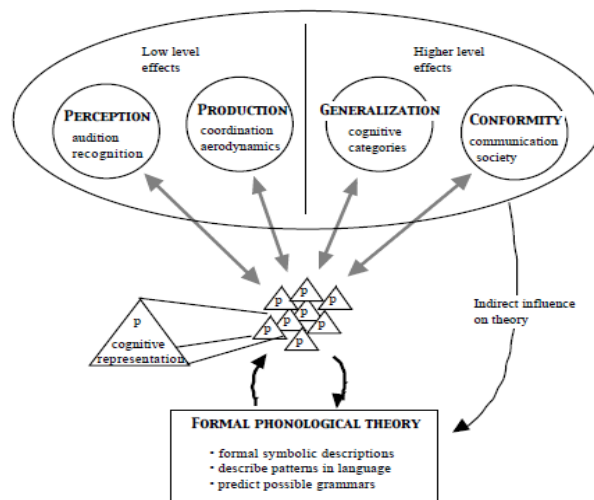 Low level
effects
Higher level
effects
PERCEPTION
audition
recognition
PRODUCTION
coordination
aerodynamics
GENERALIZATION
cognitive
categories
CONFORMITY
communication
society
p
p
p
p
p
p
p
p
p
cognitive
representation
Indirect influence
on theory
FORMAL PHONOLOGICAL THEORY
• formal symbolic descriptions
• describe patterns in language
• predict possible grammars